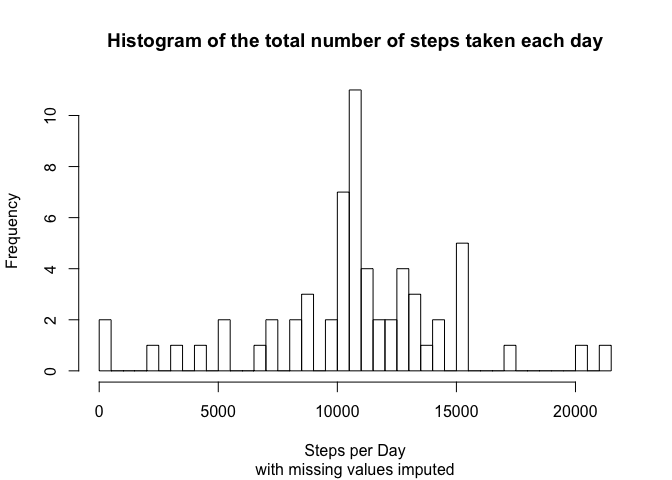 Histogram of the total number of steps taken each day
Frequency
0 2 4 6 8 10
0 5000 10000 15000 20000
Steps per Day
with missing values imputed